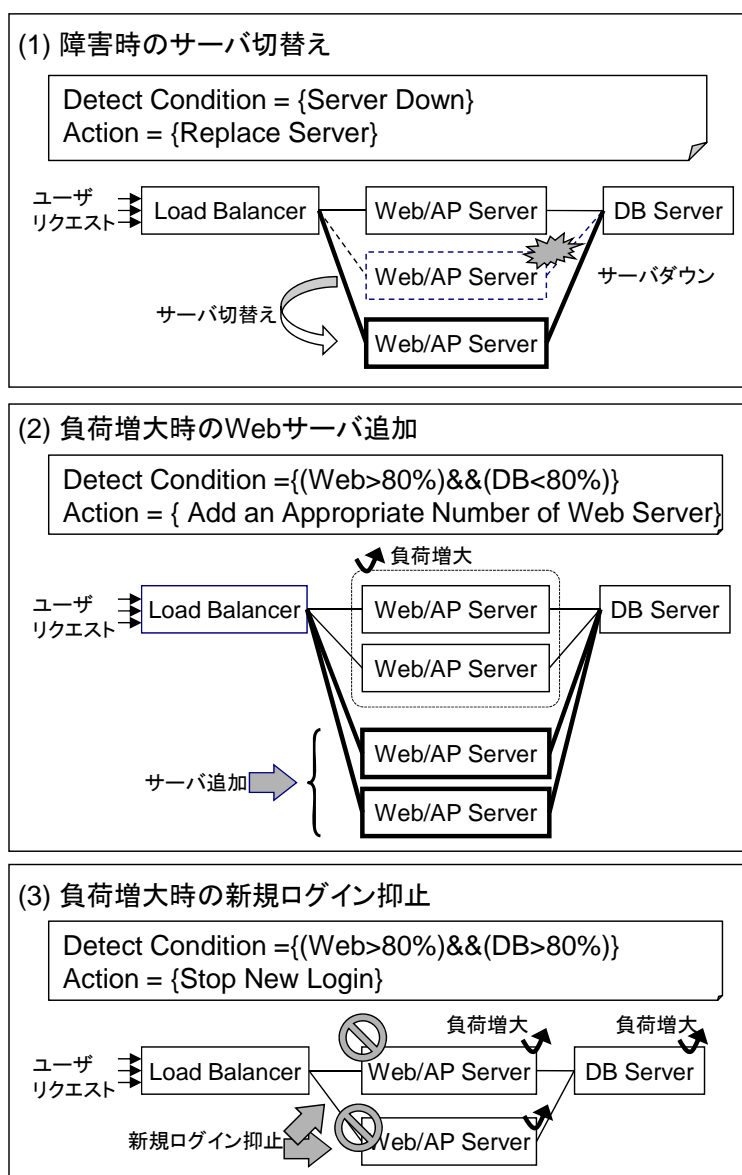 (1) 障害時のサーバ切替え
Detect Condition = {Server Down}
Action = {Replace Server}
ユーザ
リクエスト
Load Balancer
Web/AP Server
DB Server
Web/AP Server
サーバダウン
サーバ切替え
Web/AP Server
(2) 負荷増大時のWebサーバ追加
Detect Condition ={(Web>80%)&&(DB<80%)}
Action = { Add an Appropriate Number of Web Server}
負荷増大
ユーザ
リクエスト
Load Balancer
Web/AP Server
DB Server
Web/AP Server
Web/AP Server
サーバ追加
Web/AP Server
(3) 負荷増大時の新規ログイン抑止
Detect Condition ={(Web>80%)&&(DB>80%)}
Action = {Stop New Login}
負荷増大
負荷増大
ユーザ
リクエスト
Load Balancer
Web/AP Server
DB Server
新規ログイン抑止
Web/AP Server